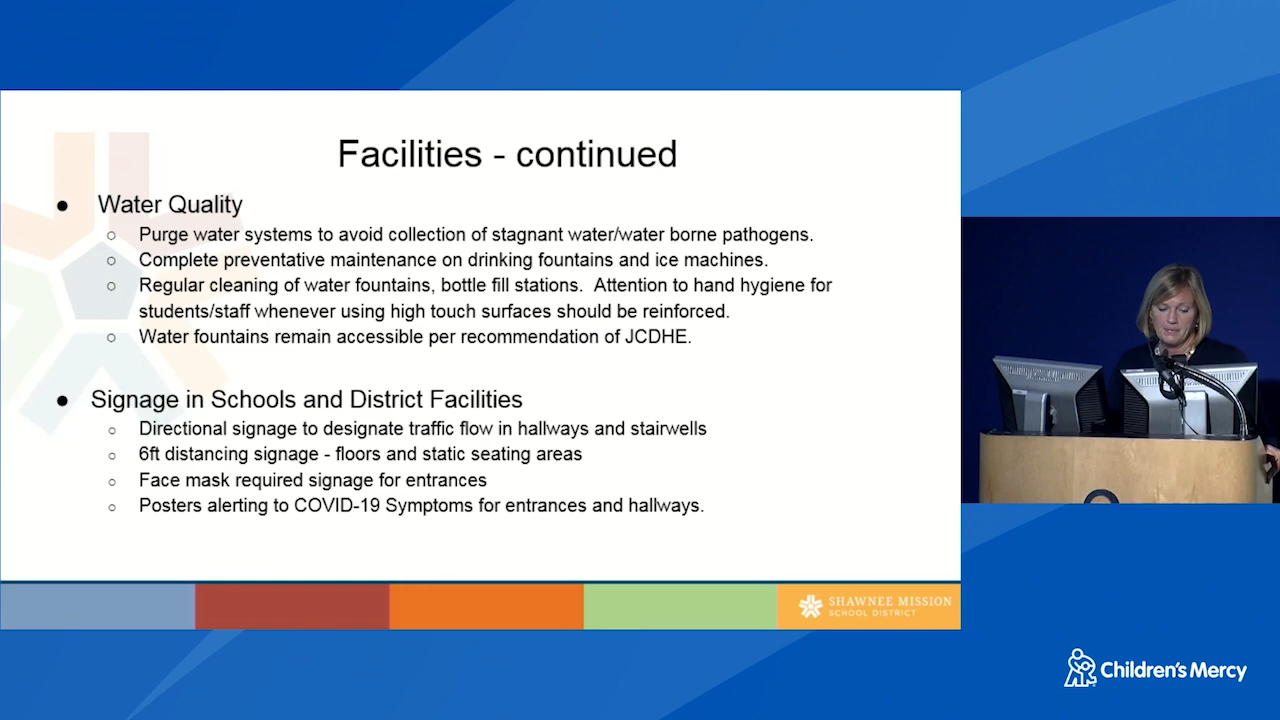 Facilities - continued
● Water Quality
○ Purge water systems to avoid collection of stagnant water/water borne pathogens.
○ Complete preventative maintenance on drinking fountains and ice machines.
○ Regular cleaning of water fountains, bottle fill stations.  Attention to hand hygiene for
students/staff whenever using high touch surfaces should be reinforced.
○ Water fountains remain accessible per recommendation of JCDHE.
● Signage in Schools and District Facilities
○ Directional signage to designate traffic flow in hallways and stairwells
○ 6ft distancing signage - floors and static seating areas
○ Face mask required signage for entrances
○ Posters alerting to COVID-19 Symptoms for entrances and hallways.
SHAWNEE MISSION
SCHOOL DISTRICT
Children's Mercy